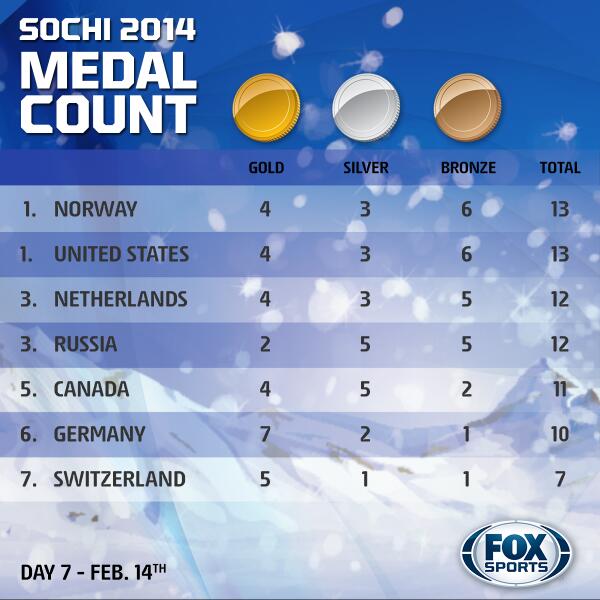 SOCHI 2014
MEDAL
COUNT
GOLD SILVER BRONZE TOTAL
1. NORWAY 4 3 6 13
1. UNITED STATES 4 3 6 13
3. NETHERLANDS 4 3 5 12
3. RUSSIA 2 5 5 12
5. CANADA 4 5 2 11
6. GERMANY 7 2 1 10
7. SWITZERLAND 5 1 1 7
FOX
SPORTS
DAY 7 - FEB. 14TH